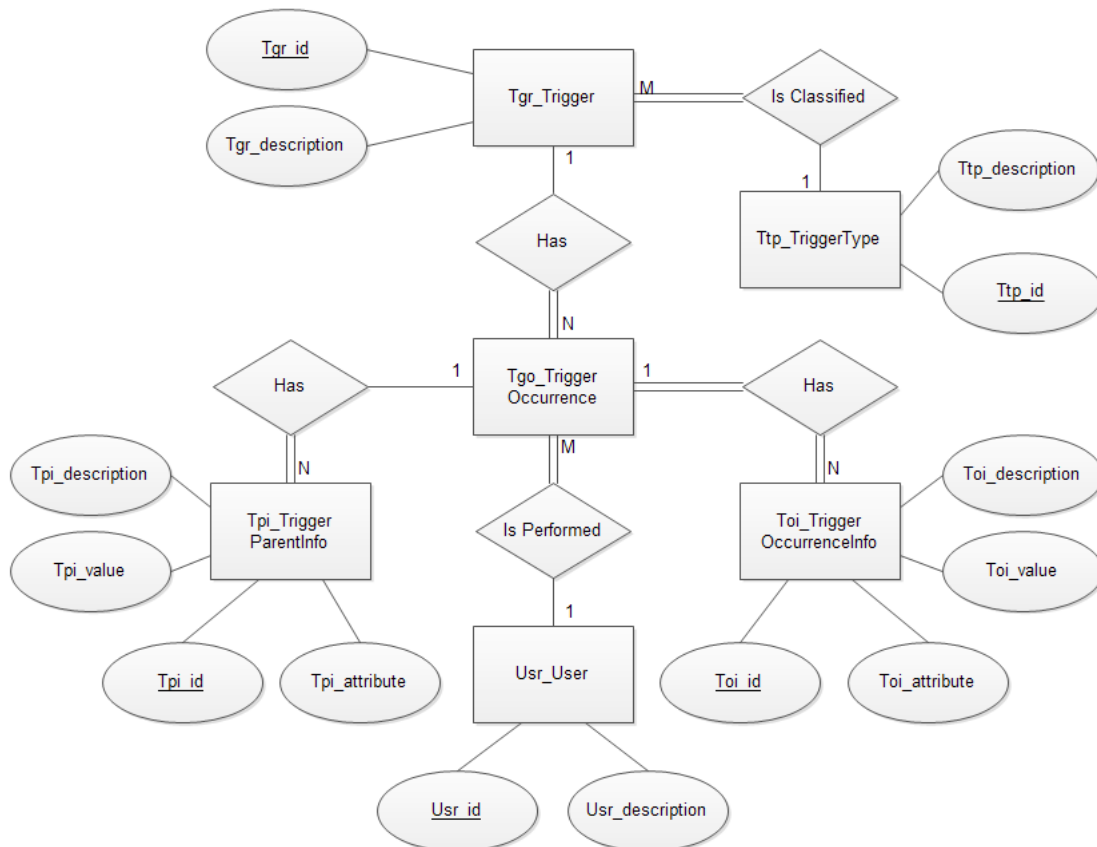 Tgr_id
Tgr_Trigger
M
Is Classified
Tgr_description
1
Ttp_description
1
Has
Ttp_TriggerType
Ttp_id
N
Has
1
Tgo_Trigger
Occurrence
1
Has
M
Tpi_description
N
N
Toi_description
Tpi_Trigger
ParentInfo
Is Performed
Toi_Trigger
OccurrenceInfo
Tpi_value
Toi_value
1
Tpi_id
Tpi_attribute
Usr_User
Toi_id
Toi_attribute
Usr_id
Usr_description